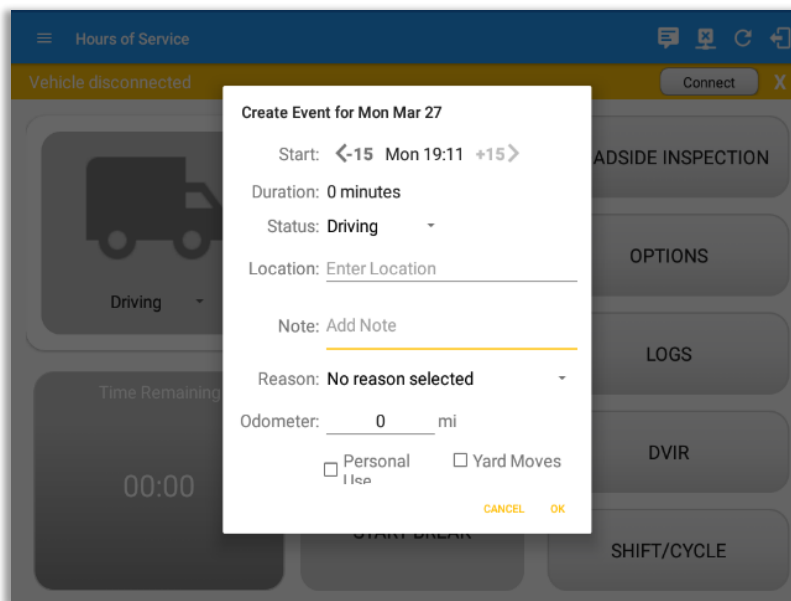 Hours of Service
Vehicle disconnected
Connect
X
Create Event for Mon Mar 27
Start: -15 Mon 19:11 +15
Duration: 0 minutes
Status: Driving
Location: Enter Location
Note: Add Note
Reason: No reason selected
Odometer: 0 mi
Personal Use
Yard Moves
CANCEL OK
Driving
Time Remaining
00:00
START BREAK
ADSIDE INSPECTION
OPTIONS
LOGS
DVIR
SHIFT/CYCLE